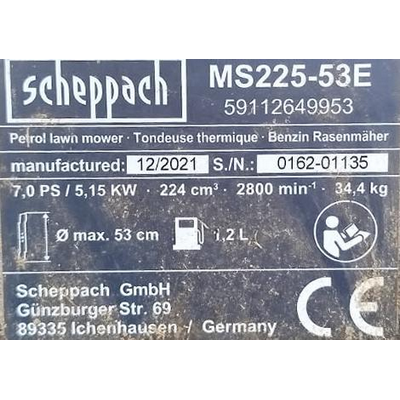 scheppach
MS225-53E
59112649953
Petrol lawn mower • Tondeuse thermique • Benzin Rasenmäher
manufactured: 12/2021 S./N.: 0162-01135
7,0 PS / 5,15 KW • 224 cm³ • 2800 min⁻¹ • 34,4 kg
Ø max. 53 cm
1,2 L
Scheppach GmbH
Günzburger Str. 69
89335 Ichenhausen / Germany
CE